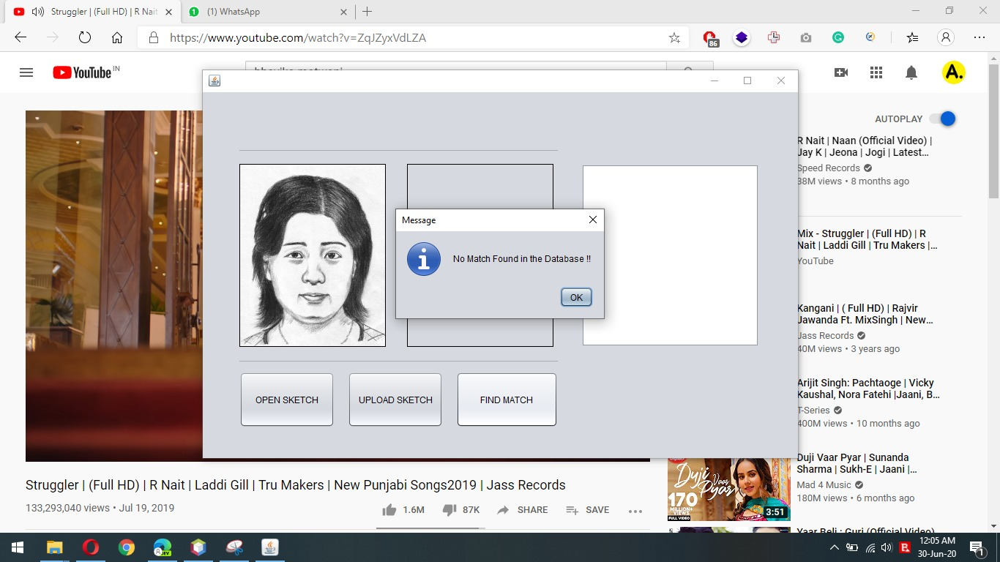 Struggler | (Full HD) | R Nait
(1) WhatsApp
https://www.youtube.com/watch?v=ZqJZyxVdLZA
86
YouTube IN
A.
AUTOPLAY
R Nait | Naan (Official Video) |
Jay K | Jeona | Jogi | Latest...
Speed Records
38M views • 8 months ago
Mix - Struggler | (Full HD) | R
Nait | Laddi Gill | Tru Makers |...
YouTube
Kangani | ( Full HD) | Rajvir
Jawanda Ft. MixSingh | New...
Jass Records
40M views • 3 years ago
Arijit Singh: Pachtaoge | Vicky
Kaushal, Nora Fatehi |Jaani, B...
T-Series
400M views • 10 months ago
Duji Vaar Pyar | Sunanda
Sharma | Sukh-E | Jaani |...
Mad 4 Music
180M views • 6 months ago
Duji
Vaar
Pyar
170
MILLION+
VIEWS
FULL VIDEO
3:51
Yaar Beli : Guri (Official Video)
Message
No Match Found in the Database !!
OK
OPEN SKETCH
UPLOAD SKETCH
FIND MATCH
Struggler | (Full HD) | R Nait | Laddi Gill | Tru Makers | New Punjabi Songs2019 | Jass Records
133,293,040 views • Jul 19, 2019
1.6M
87K
SHARE
SAVE
DEV
12:05 AM
30-Jun-20
1